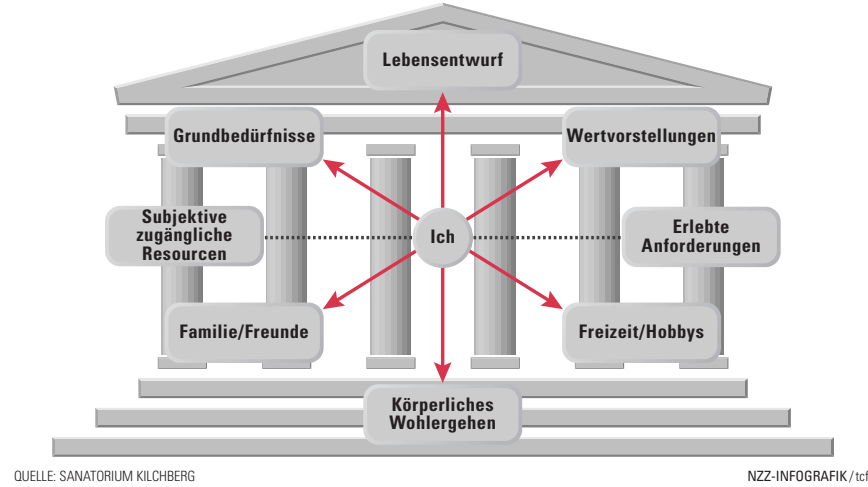 Lebensentwurf
Grundbedürfnisse
Wertvorstellungen
Subjektive
zugängliche
Resourcen
Ich
Erlebte
Anforderungen
Familie/Freunde
Freizeit/Hobbys
Körperliches
Wohlergehen
QUELLE: SANATORIUM KILCHBERG
NZZ-INFOGRAFIK/tcf